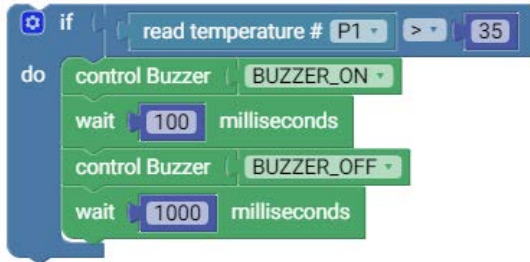 if read temperature # P1 > 35
do control Buzzer BUZZER_ON
wait 100 milliseconds
control Buzzer BUZZER_OFF
wait 1000 milliseconds